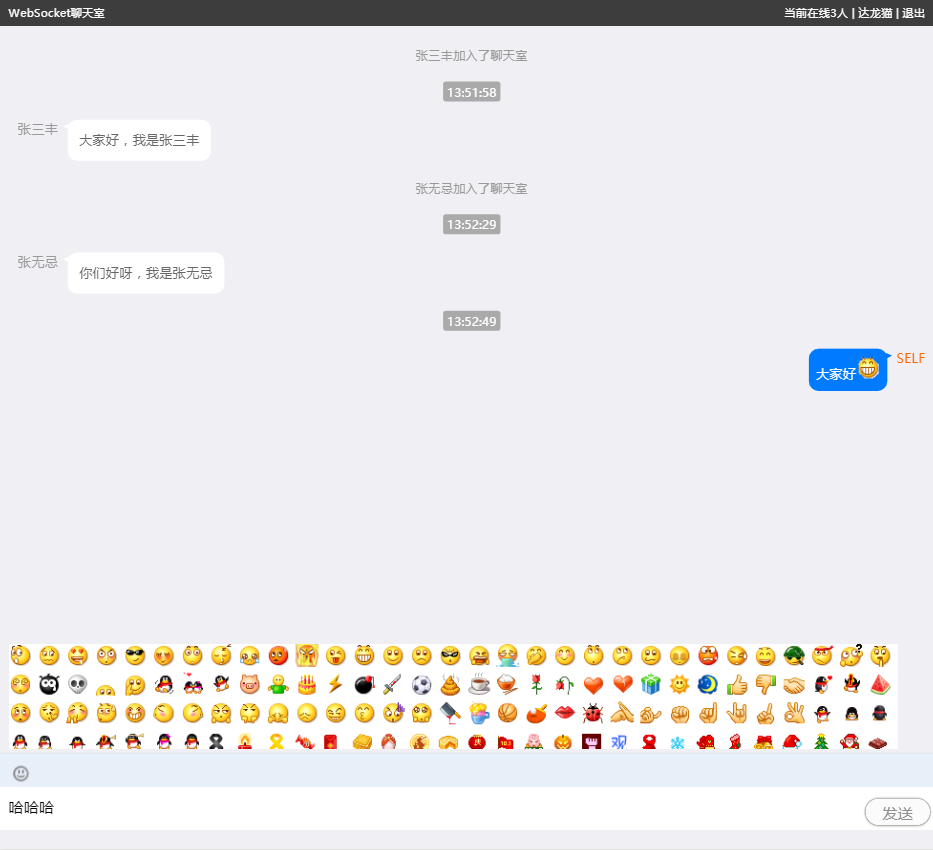 WebSocket聊天室
当前在线3人 | 达龙猫 | 退出
张三丰加入了聊天室
13:51:58
张三丰
大家好，我是张三丰
张无忌加入了聊天室
13:52:29
张无忌
你们好呀，我是张无忌
13:52:49
大家好
SELF
哈哈哈
发送